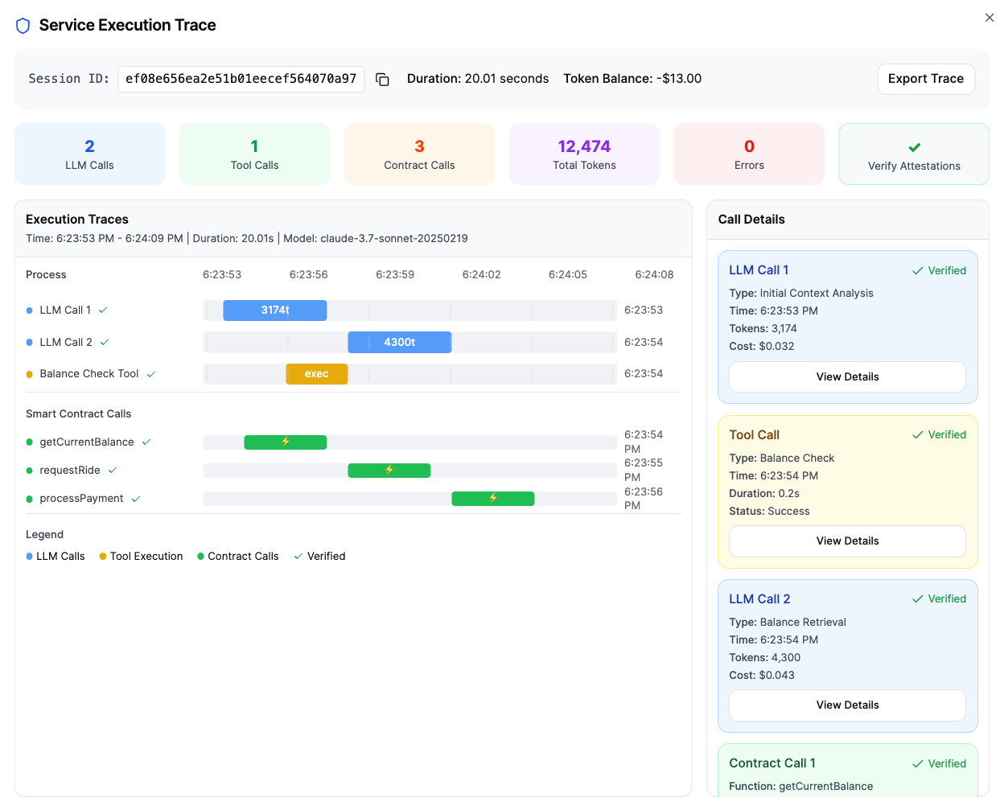 Service Execution Trace
Session ID: ef08e656ea2e51b01eecef564070a97 Duration: 20.01 seconds Token Balance: -$13.00 Export Trace
2
LLM Calls
1
Tool Calls
3
Contract Calls
12,474
Total Tokens
0
Errors
Verify Attestations
Execution Traces
Time: 6:23:53 PM - 6:24:09 PM | Duration: 20.01s | Model: claude-3.7-sonnet-20250219
Process 6:23:53 6:23:56 6:23:59 6:24:02 6:24:05 6:24:08
LLM Call 1 ✓ 3174t 6:23:53
LLM Call 2 ✓ 4300t 6:23:54
Balance Check Tool ✓ exec 6:23:54
Smart Contract Calls
getCurrentBalance ✓ ⚡ 6:23:54 PM
requestRide ✓ ⚡ 6:23:55 PM
processPayment ✓ ⚡ 6:23:56 PM
Legend
LLM Calls Tool Execution Contract Calls ✓ Verified
Call Details
LLM Call 1 ✓ Verified
Type: Initial Context Analysis
Time: 6:23:53 PM
Tokens: 3,174
Cost: $0.032
View Details
Tool Call ✓ Verified
Type: Balance Check
Time: 6:23:54 PM
Duration: 0.2s
Status: Success
View Details
LLM Call 2 ✓ Verified
Type: Balance Retrieval
Time: 6:23:54 PM
Tokens: 4,300
Cost: $0.043
View Details
Contract Call 1 ✓ Verified
Function: getCurrentBalance